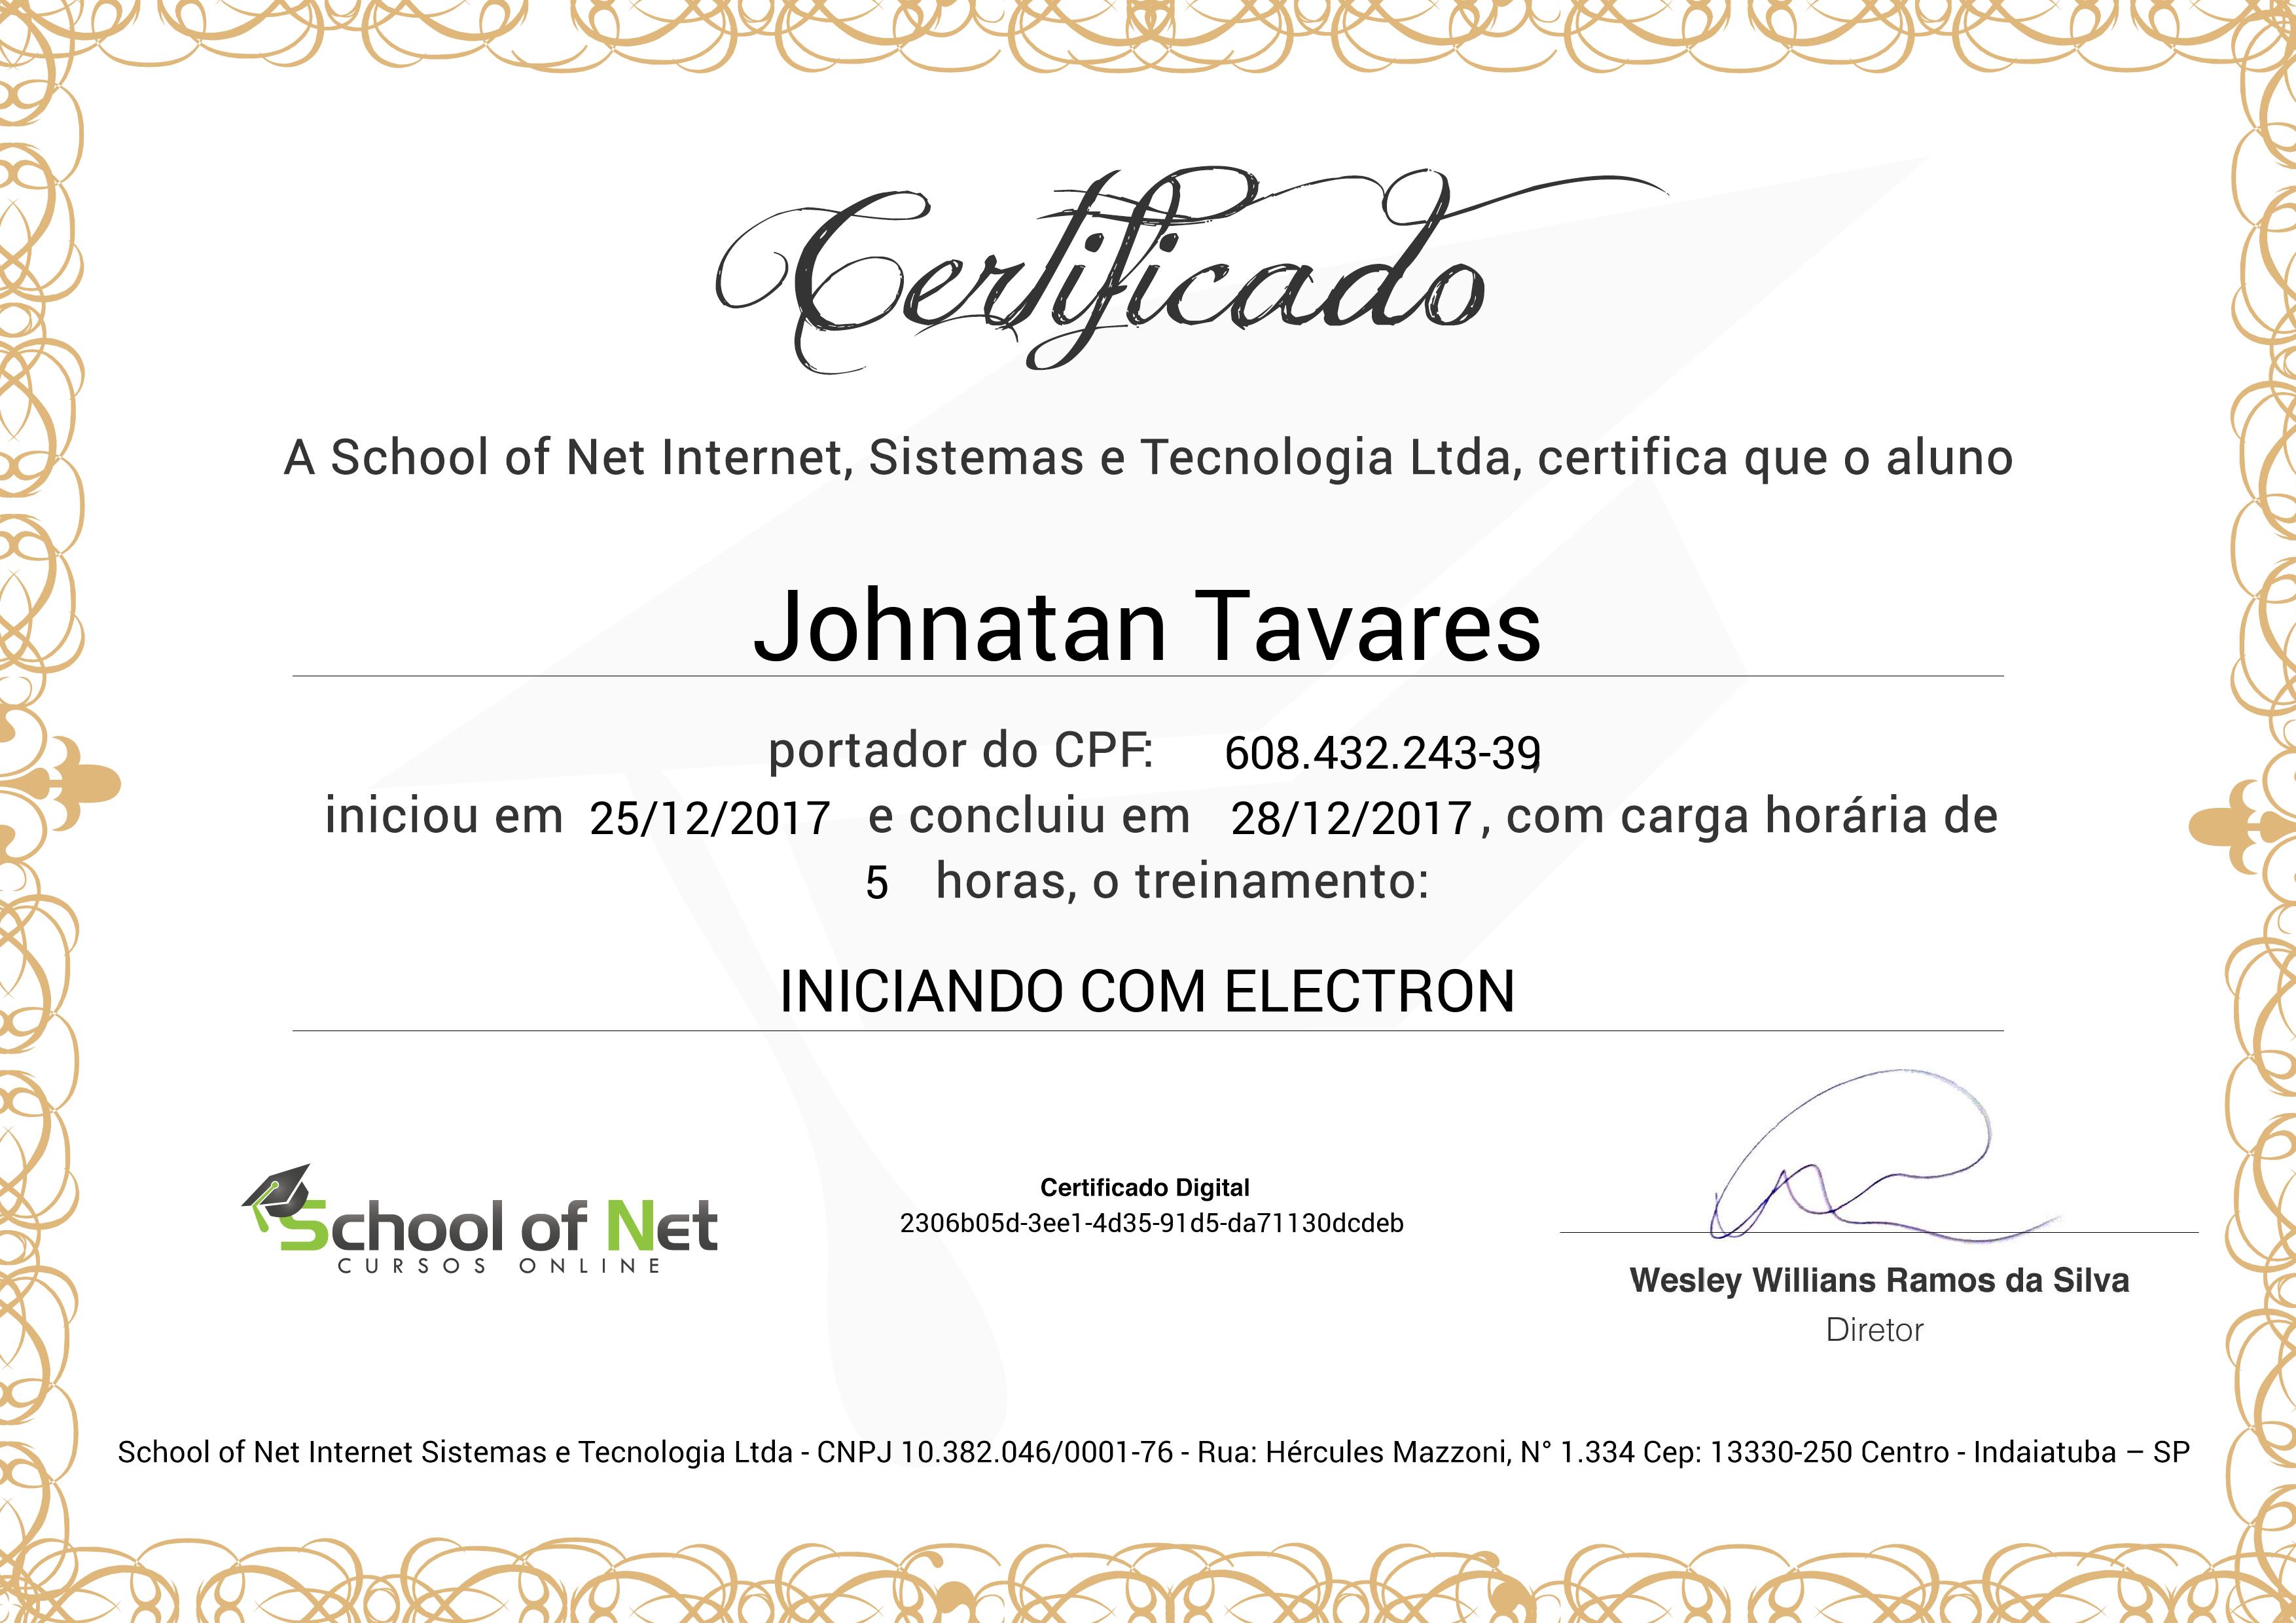 Certificado
A School of Net Internet, Sistemas e Tecnologia Ltda, certifica que o aluno
Johnatan Tavares
portador do CPF: 608.432.243-39,
iniciou em 25/12/2017 e concluiu em 28/12/2017, com carga horária de
5 horas, o treinamento:
INICIANDO COM ELECTRON
School of Net
CURSOS ONLINE
Certificado Digital
2306b05d-3ee1-4d35-91d5-da71130dcdeb
Wesley Willians Ramos da Silva
Diretor
School of Net Internet Sistemas e Tecnologia Ltda - CNPJ 10.382.046/0001-76 - Rua: Hércules Mazzoni, N° 1.334 Cep: 13330-250 Centro - Indaiatuba – SP